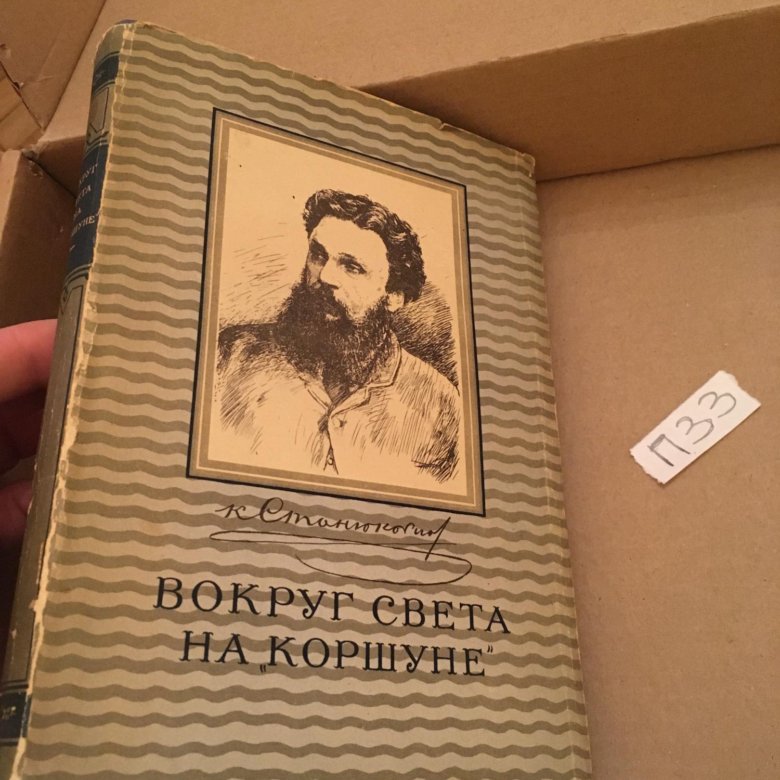 К Станюкович
ВОКРУГ СВЕТА
НА „КОРШУНЕ"
П33